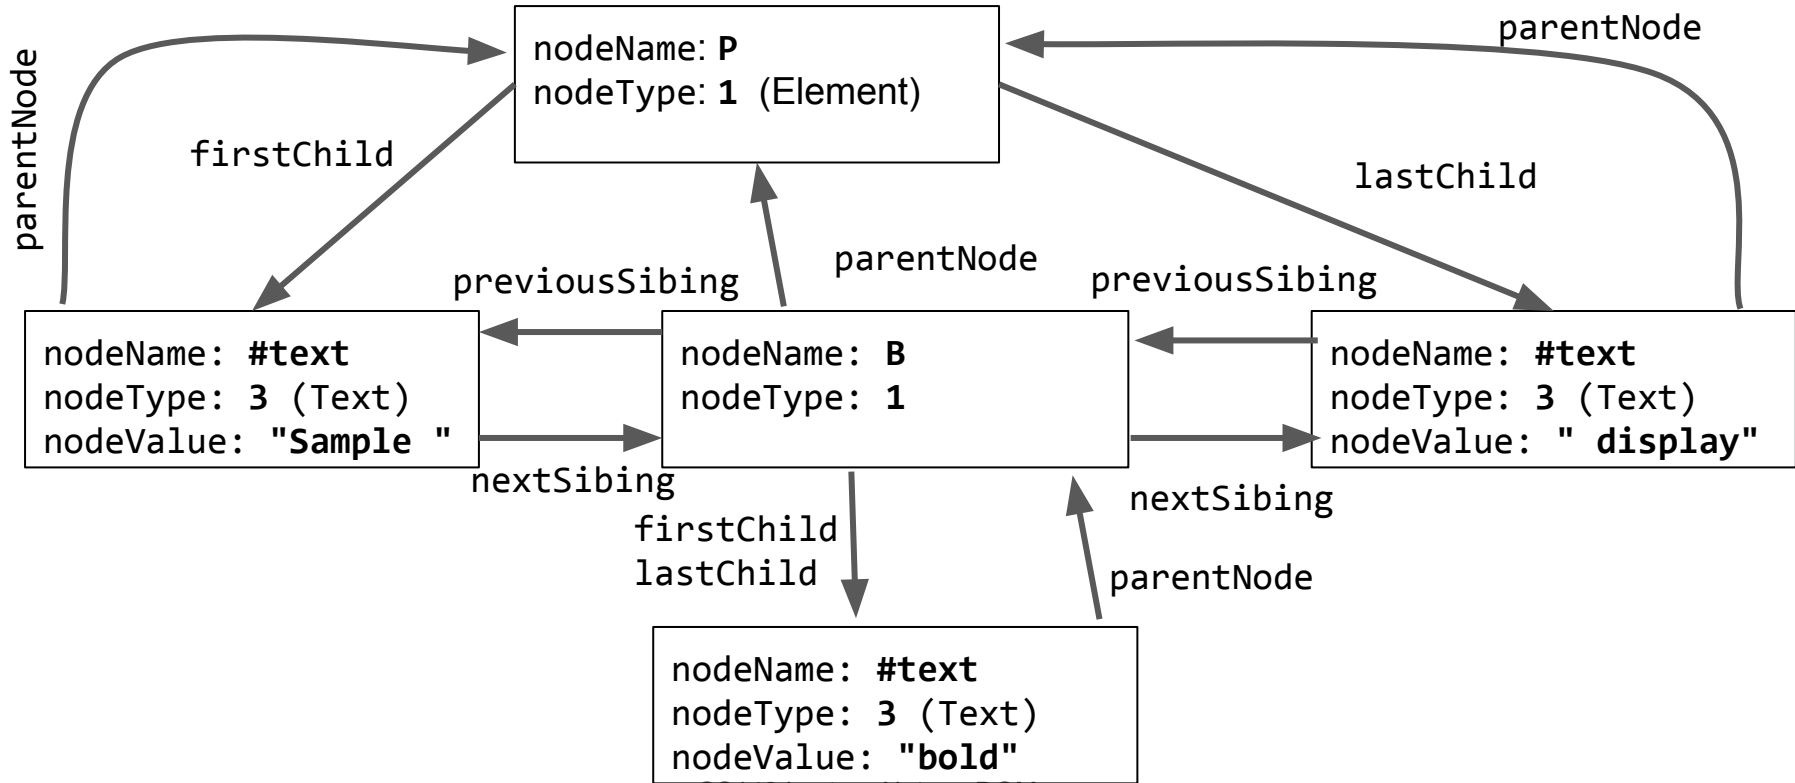 parentNode
nodeName: P
nodeType: 1 (Element)
parentNode
firstChild
lastChild
parentNode
previousSibing
previousSibing
nodeName: #text
nodeType: 3 (Text)
nodeValue: "Sample "
nodeName: B
nodeType: 1
nodeName: #text
nodeType: 3 (Text)
nodeValue: " display"
nextSibing
nextSibing
firstChild
lastChild
parentNode
nodeName: #text
nodeType: 3 (Text)
nodeValue: "bold"